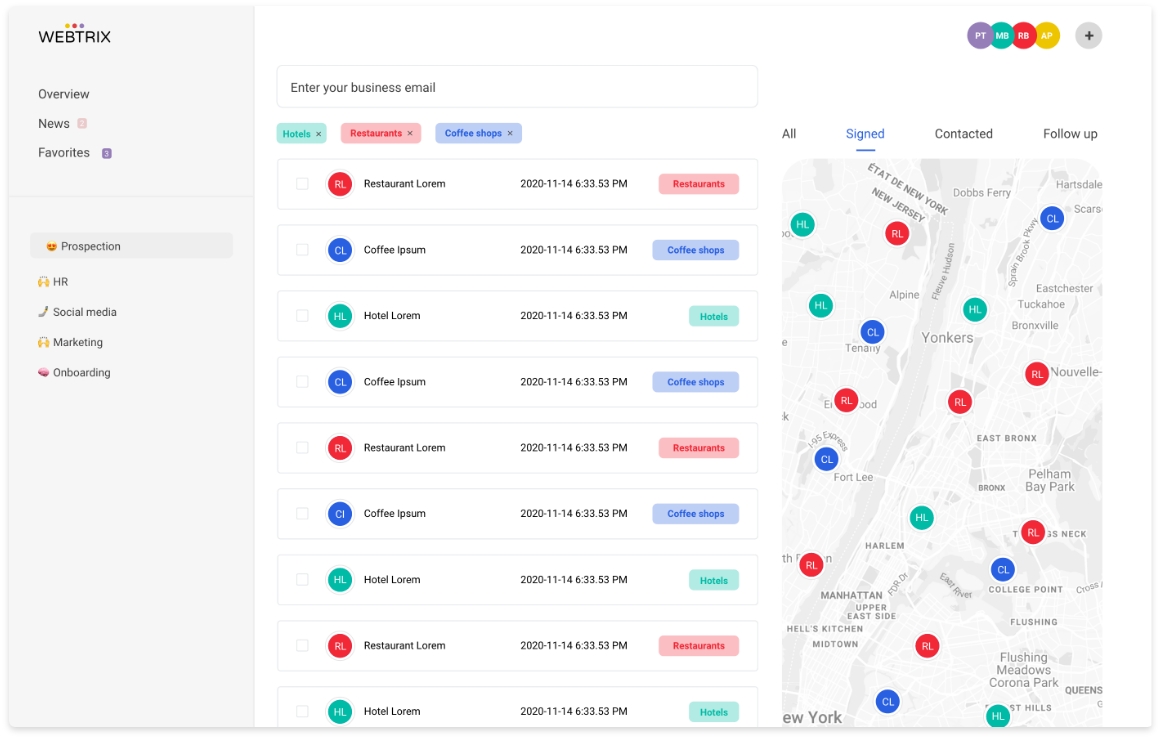 WEBTRIX
PT MB RB AP +
Overview
News 2
Favorites 3
Prospection
HR
Social media
Marketing
Onboarding
Enter your business email
Hotels × Restaurants × Coffee shops ×
RL Restaurant Lorem 2020-11-14 6:33.53 PM Restaurants
CL Coffee Ipsum 2020-11-14 6:33.53 PM Coffee shops
HL Hotel Lorem 2020-11-14 6:33.53 PM Hotels
CL Coffee Ipsum 2020-11-14 6:33.53 PM Coffee shops
RL Restaurant Lorem 2020-11-14 6:33.53 PM Restaurants
CI Coffee Ipsum 2020-11-14 6:33.53 PM Coffee shops
HL Hotel Lorem 2020-11-14 6:33.53 PM Hotels
RL Restaurant Lorem 2020-11-14 6:33.53 PM Restaurants
HL Hotel Lorem 2020-11-14 6:33.53 PM Hotels
All Signed Contacted Follow up
ÉTAT DE NEW YORK
NEW JERSEY
Dobbs Ferry
Hartsdale
Scars
CL
HL
RL
Sprain Brook Pkwy
Fleuve Hudson
Eastchester
Alpine
Tuckahoe
HL
HL
Bronxville
CL
Yonkers
Tenafly
RL
Nouvelle-
RL
RL
I-95 Express
EAST BRONX
CL
Fort Lee
Pelham
Bay Park
BRONX
HL
RL
GS NECK
HARLEM
RL
CL
FDR Dr
East River
COLLEGE POINT
Cross
MANHATTAN
UPPER
EAST SIDE
FLUSHING
HELL'S KITCHEN
MIDTOWN
RL
Flushing
Meadows
Corona Park
QUEENS
CL
HL
HILLS
ew York